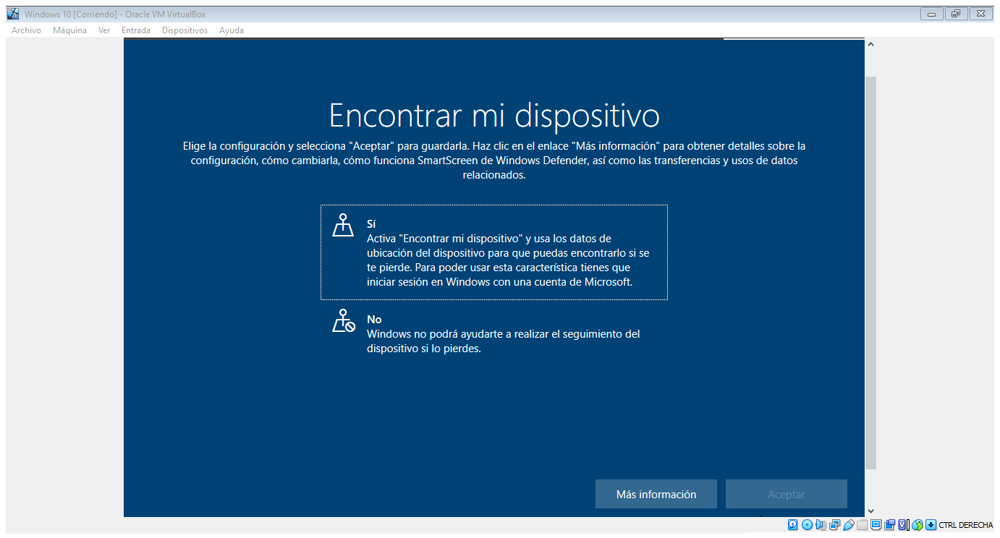 Windows 10 [Corriendo] - Oracle VM VirtualBox
Archivo Máquina Ver Entrada Dispositivos Ayuda
Encontrar mi dispositivo
Elige la configuración y selecciona "Aceptar" para guardarla. Haz clic en el enlace "Más información" para obtener detalles sobre la
configuración, cómo cambiarla, cómo funciona SmartScreen de Windows Defender, así como las transferencias y usos de datos
relacionados.
Sí
Activa "Encontrar mi dispositivo" y usa los datos de
ubicación del dispositivo para que puedas encontrarlo si se
te pierde. Para poder usar esta característica tienes que
iniciar sesión en Windows con una cuenta de Microsoft.
No
Windows no podrá ayudarte a realizar el seguimiento del
dispositivo si lo pierdes.
Más información
Aceptar
CTRL DERECHA